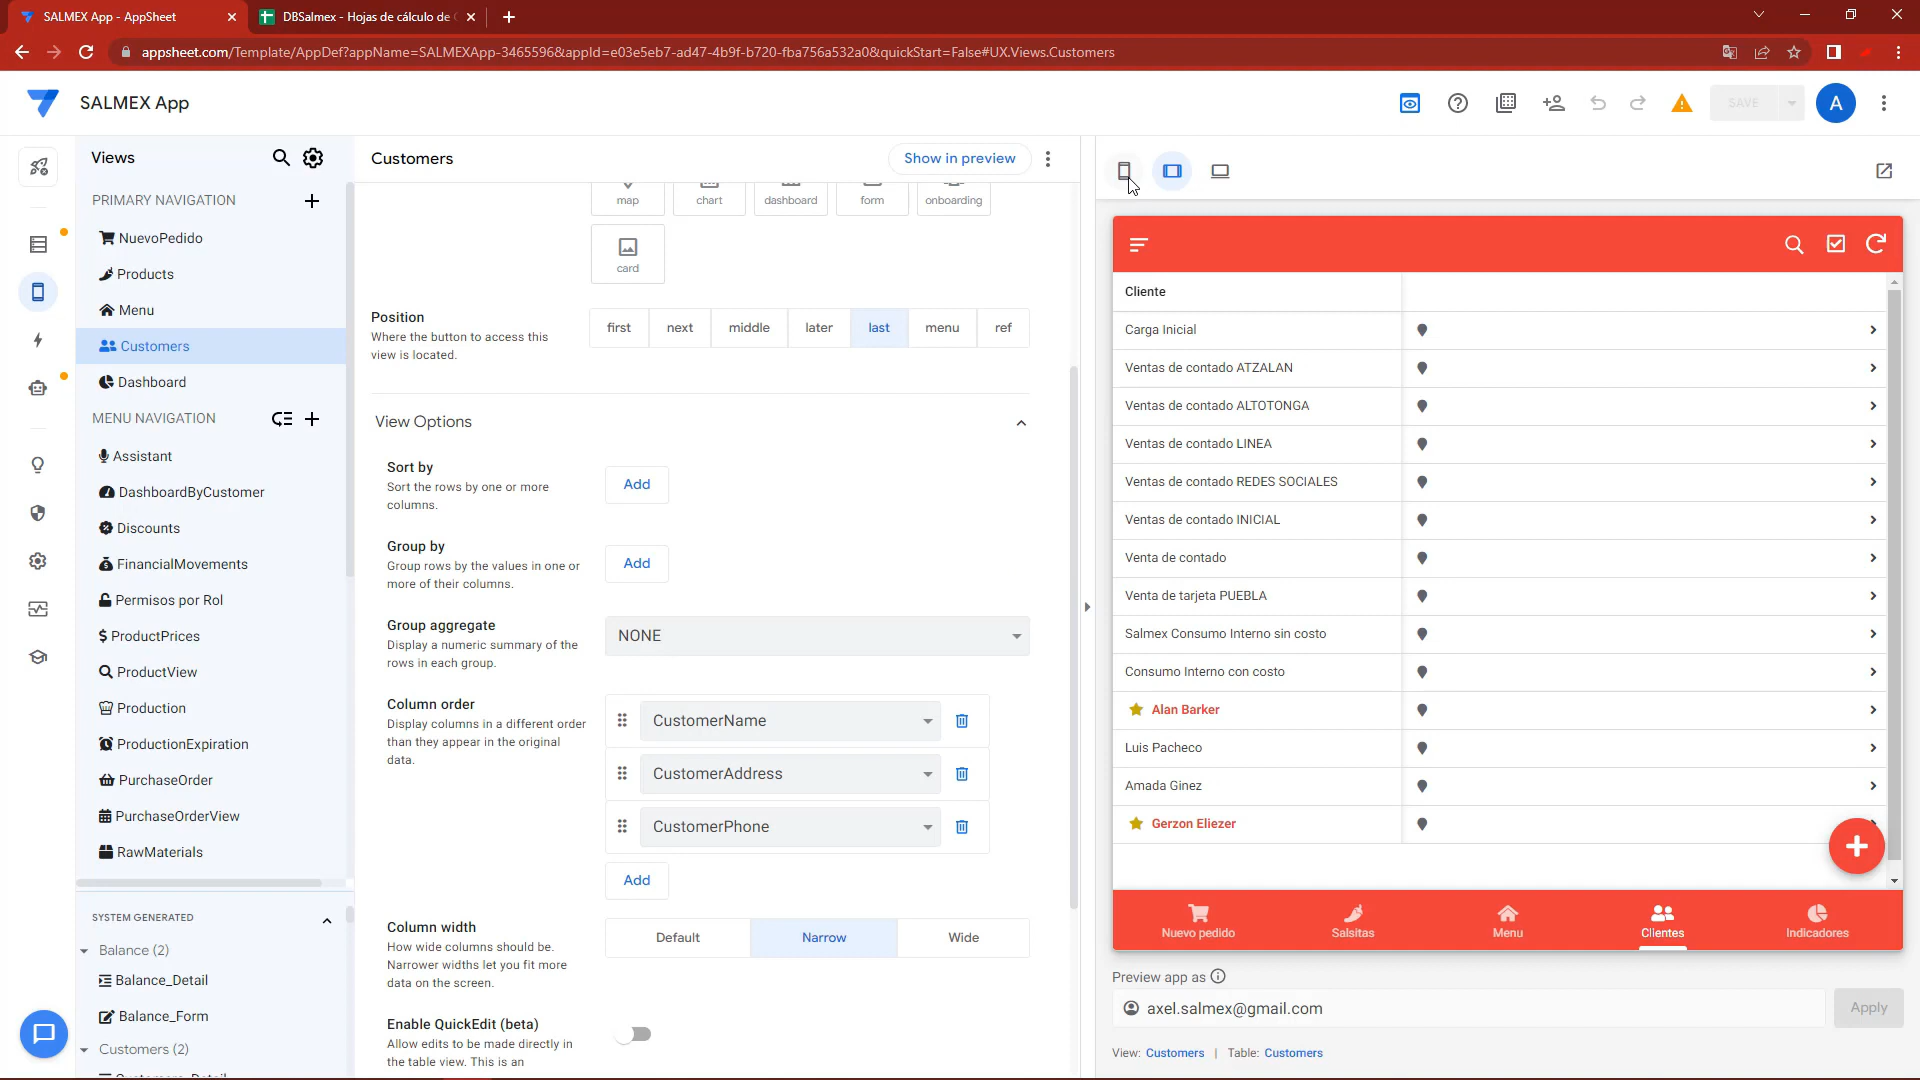 SALMEX App - AppSheet
DBSalmex - Hojas de cálculo de
appsheet.com/Template/AppDef?appName=SALMEXApp-3465596&appId=e03e5eb7-ad47-4b9f-b720-fba756a532a0&quickStart=False#UX.Views.Customers
SALMEX App
SAVE
A
Views
PRIMARY NAVIGATION
NuevoPedido
Products
Menu
Customers
Dashboard
MENU NAVIGATION
Assistant
DashboardByCustomer
Discounts
FinancialMovements
Permisos por Rol
ProductPrices
ProductView
Production
ProductionExpiration
PurchaseOrder
PurchaseOrderView
RawMaterials
SYSTEM GENERATED
Balance (2)
Balance_Detail
Balance_Form
Customers (2)
Customers
Show in preview
map
chart
dashboard
form
onboarding
card
Position
Where the button to access this
view is located.
first
next
middle
later
last
menu
ref
View Options
Sort by
Sort the rows by one or more
columns.
Add
Group by
Group rows by the values in one or
more of their columns.
Add
Group aggregate
Display a numeric summary of the
rows in each group.
NONE
Column order
Display columns in a different order
than they appear in the original
data.
CustomerName
CustomerAddress
CustomerPhone
Add
Column width
How wide columns should be.
Narrower widths let you fit more
data on the screen.
Default
Narrow
Wide
Enable QuickEdit (beta)
Allow edits to be made directly in
the table view. This is an
Cliente
Carga Inicial
Ventas de contado ATZALAN
Ventas de contado ALTOTONGA
Ventas de contado LINEA
Ventas de contado REDES SOCIALES
Ventas de contado INICIAL
Venta de contado
Venta de tarjeta PUEBLA
Salmex Consumo Interno sin costo
Consumo Interno con costo
Alan Barker
Luis Pacheco
Amada Ginez
Gerzon Eliezer
Nuevo pedido
Salsitas
Menu
Clientes
Indicadores
Preview app as
axel.salmex@gmail.com
Apply
View: Customers | Table: Customers